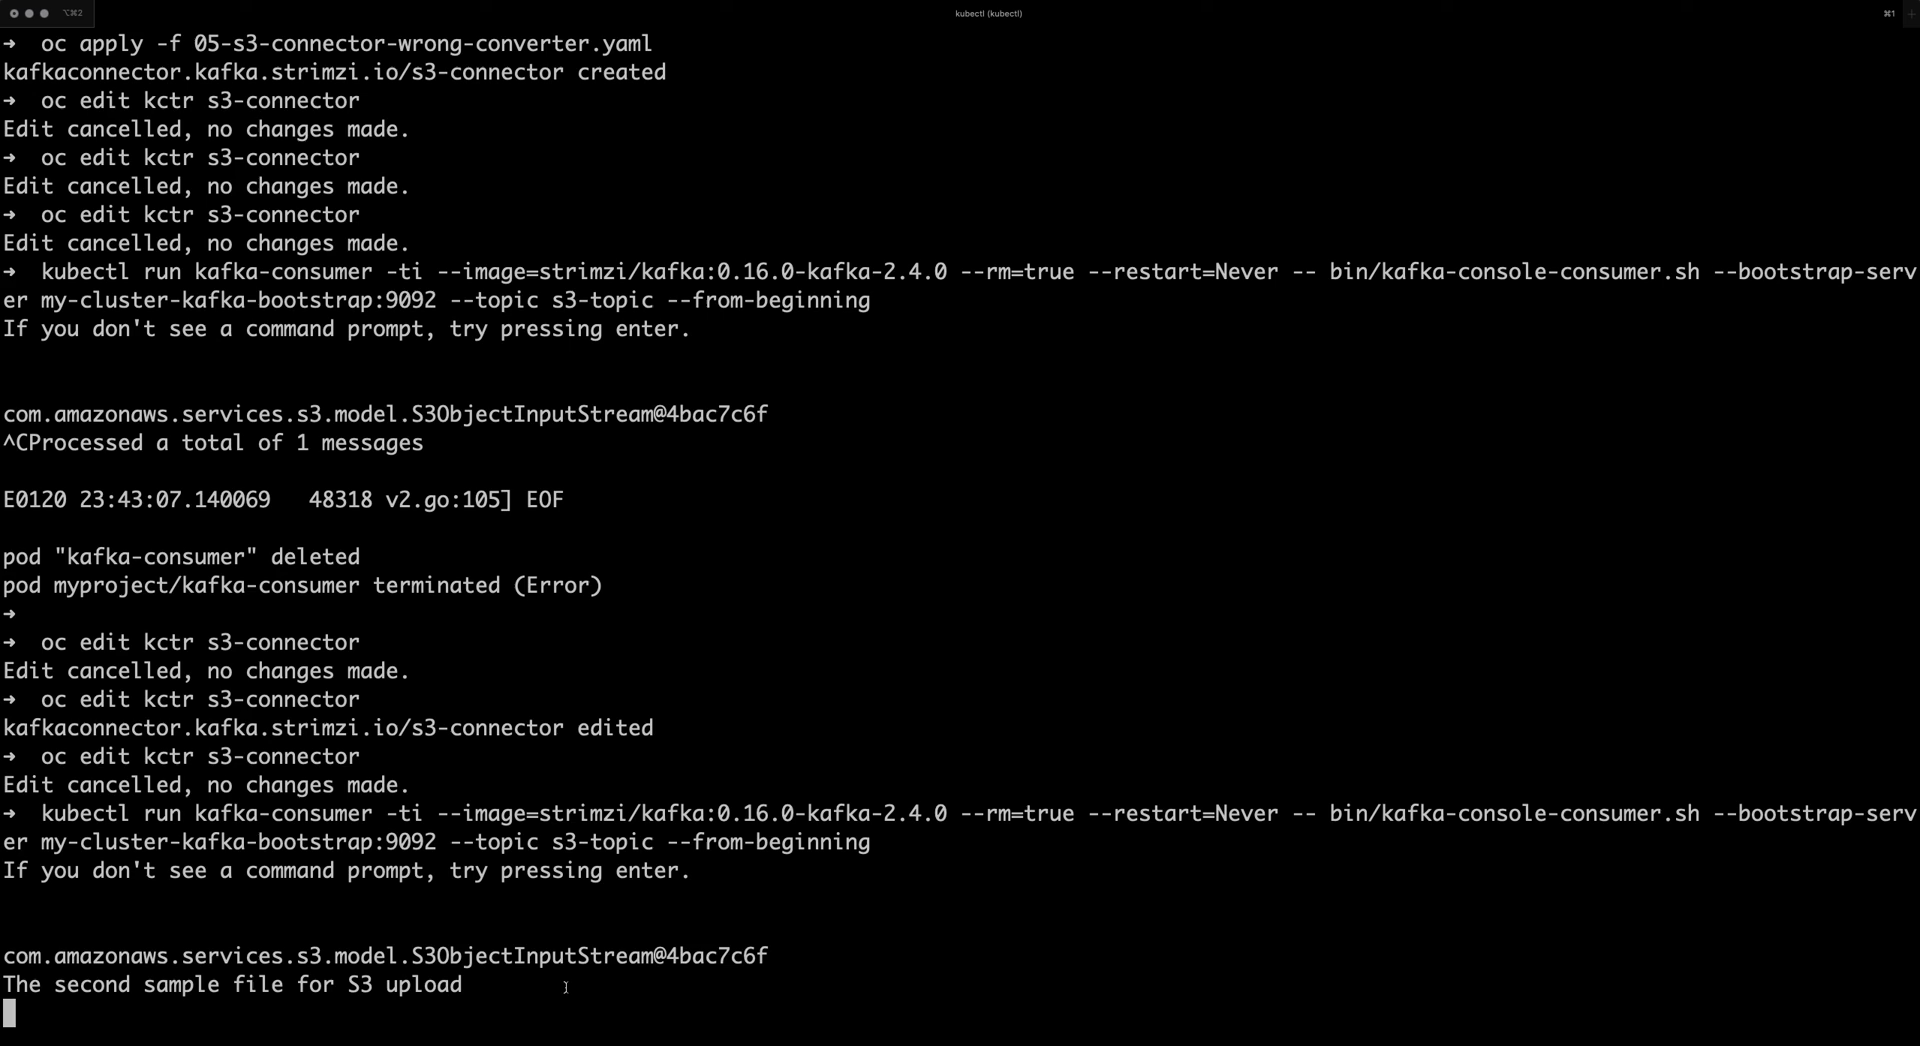 ⌥⌘2
kubectl (kubectl)
⌘1
+
➜ oc apply -f 05-s3-connector-wrong-converter.yaml
kafkaconnector.kafka.strimzi.io/s3-connector created
➜ oc edit kctr s3-connector
Edit cancelled, no changes made.
➜ oc edit kctr s3-connector
Edit cancelled, no changes made.
➜ oc edit kctr s3-connector
Edit cancelled, no changes made.
➜ kubectl run kafka-consumer -ti --image=strimzi/kafka:0.16.0-kafka-2.4.0 --rm=true --restart=Never -- bin/kafka-console-consumer.sh --bootstrap-serv
er my-cluster-kafka-bootstrap:9092 --topic s3-topic --from-beginning
If you don't see a command prompt, try pressing enter.
com.amazonaws.services.s3.model.S3ObjectInputStream@4bac7c6f
^CProcessed a total of 1 messages
E0120 23:43:07.140069   48318 v2.go:105] EOF
pod "kafka-consumer" deleted
pod myproject/kafka-consumer terminated (Error)
➜
➜ oc edit kctr s3-connector
Edit cancelled, no changes made.
➜ oc edit kctr s3-connector
kafkaconnector.kafka.strimzi.io/s3-connector edited
➜ oc edit kctr s3-connector
Edit cancelled, no changes made.
➜ kubectl run kafka-consumer -ti --image=strimzi/kafka:0.16.0-kafka-2.4.0 --rm=true --restart=Never -- bin/kafka-console-consumer.sh --bootstrap-serv
er my-cluster-kafka-bootstrap:9092 --topic s3-topic --from-beginning
If you don't see a command prompt, try pressing enter.
com.amazonaws.services.s3.model.S3ObjectInputStream@4bac7c6f
The second sample file for S3 upload